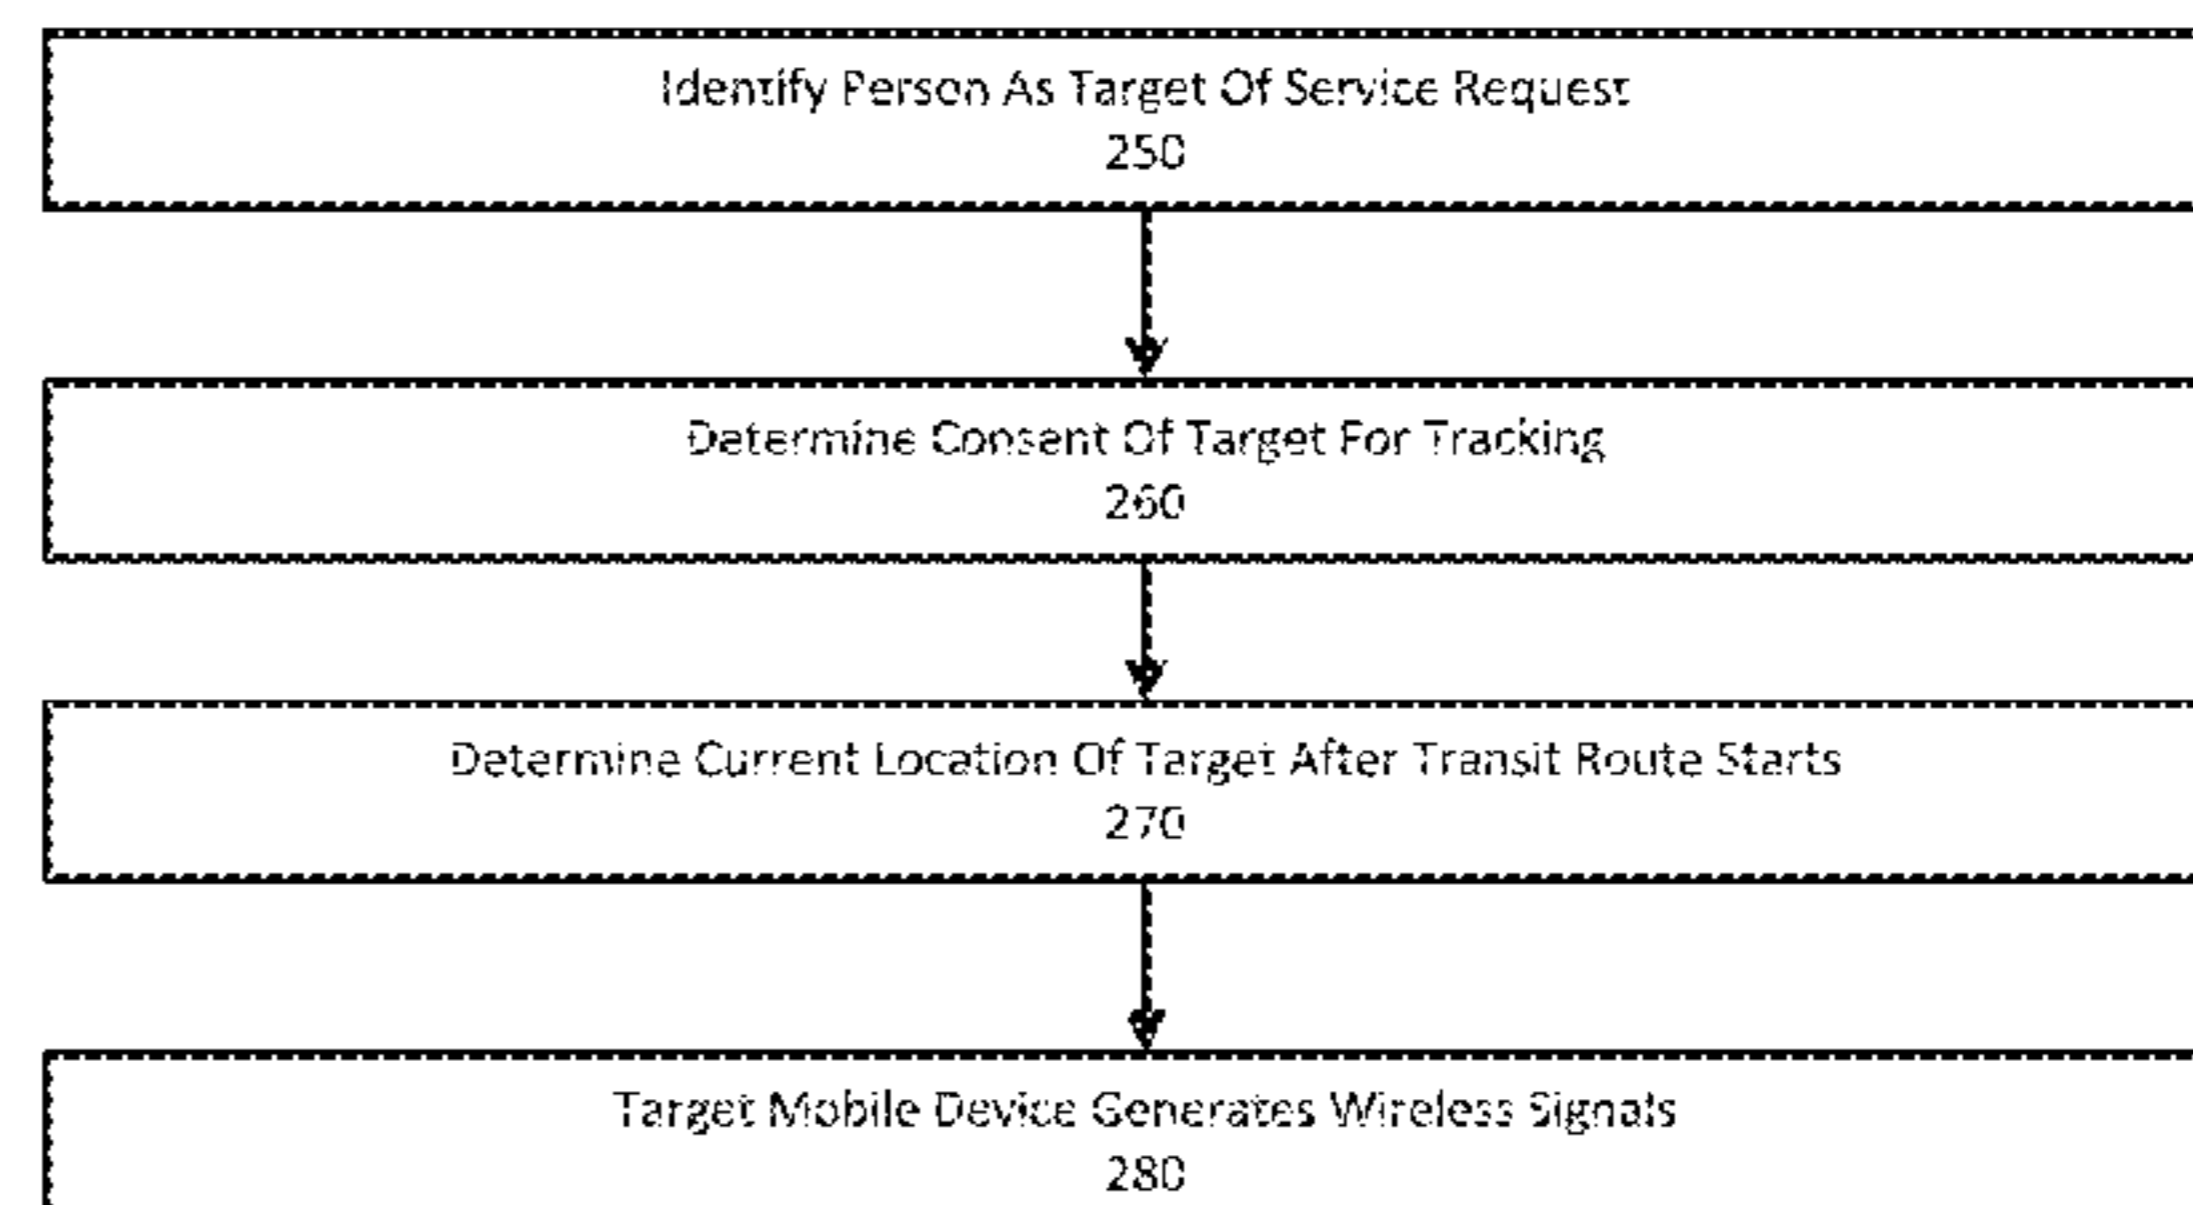 Identify Person As Target Of Service Request
250
Determine Consent Of Target For Tracking
260
Determine Current Location Of Target After Transit Route Starts
270
Target Mobile Device Generates Wireless Signals
280